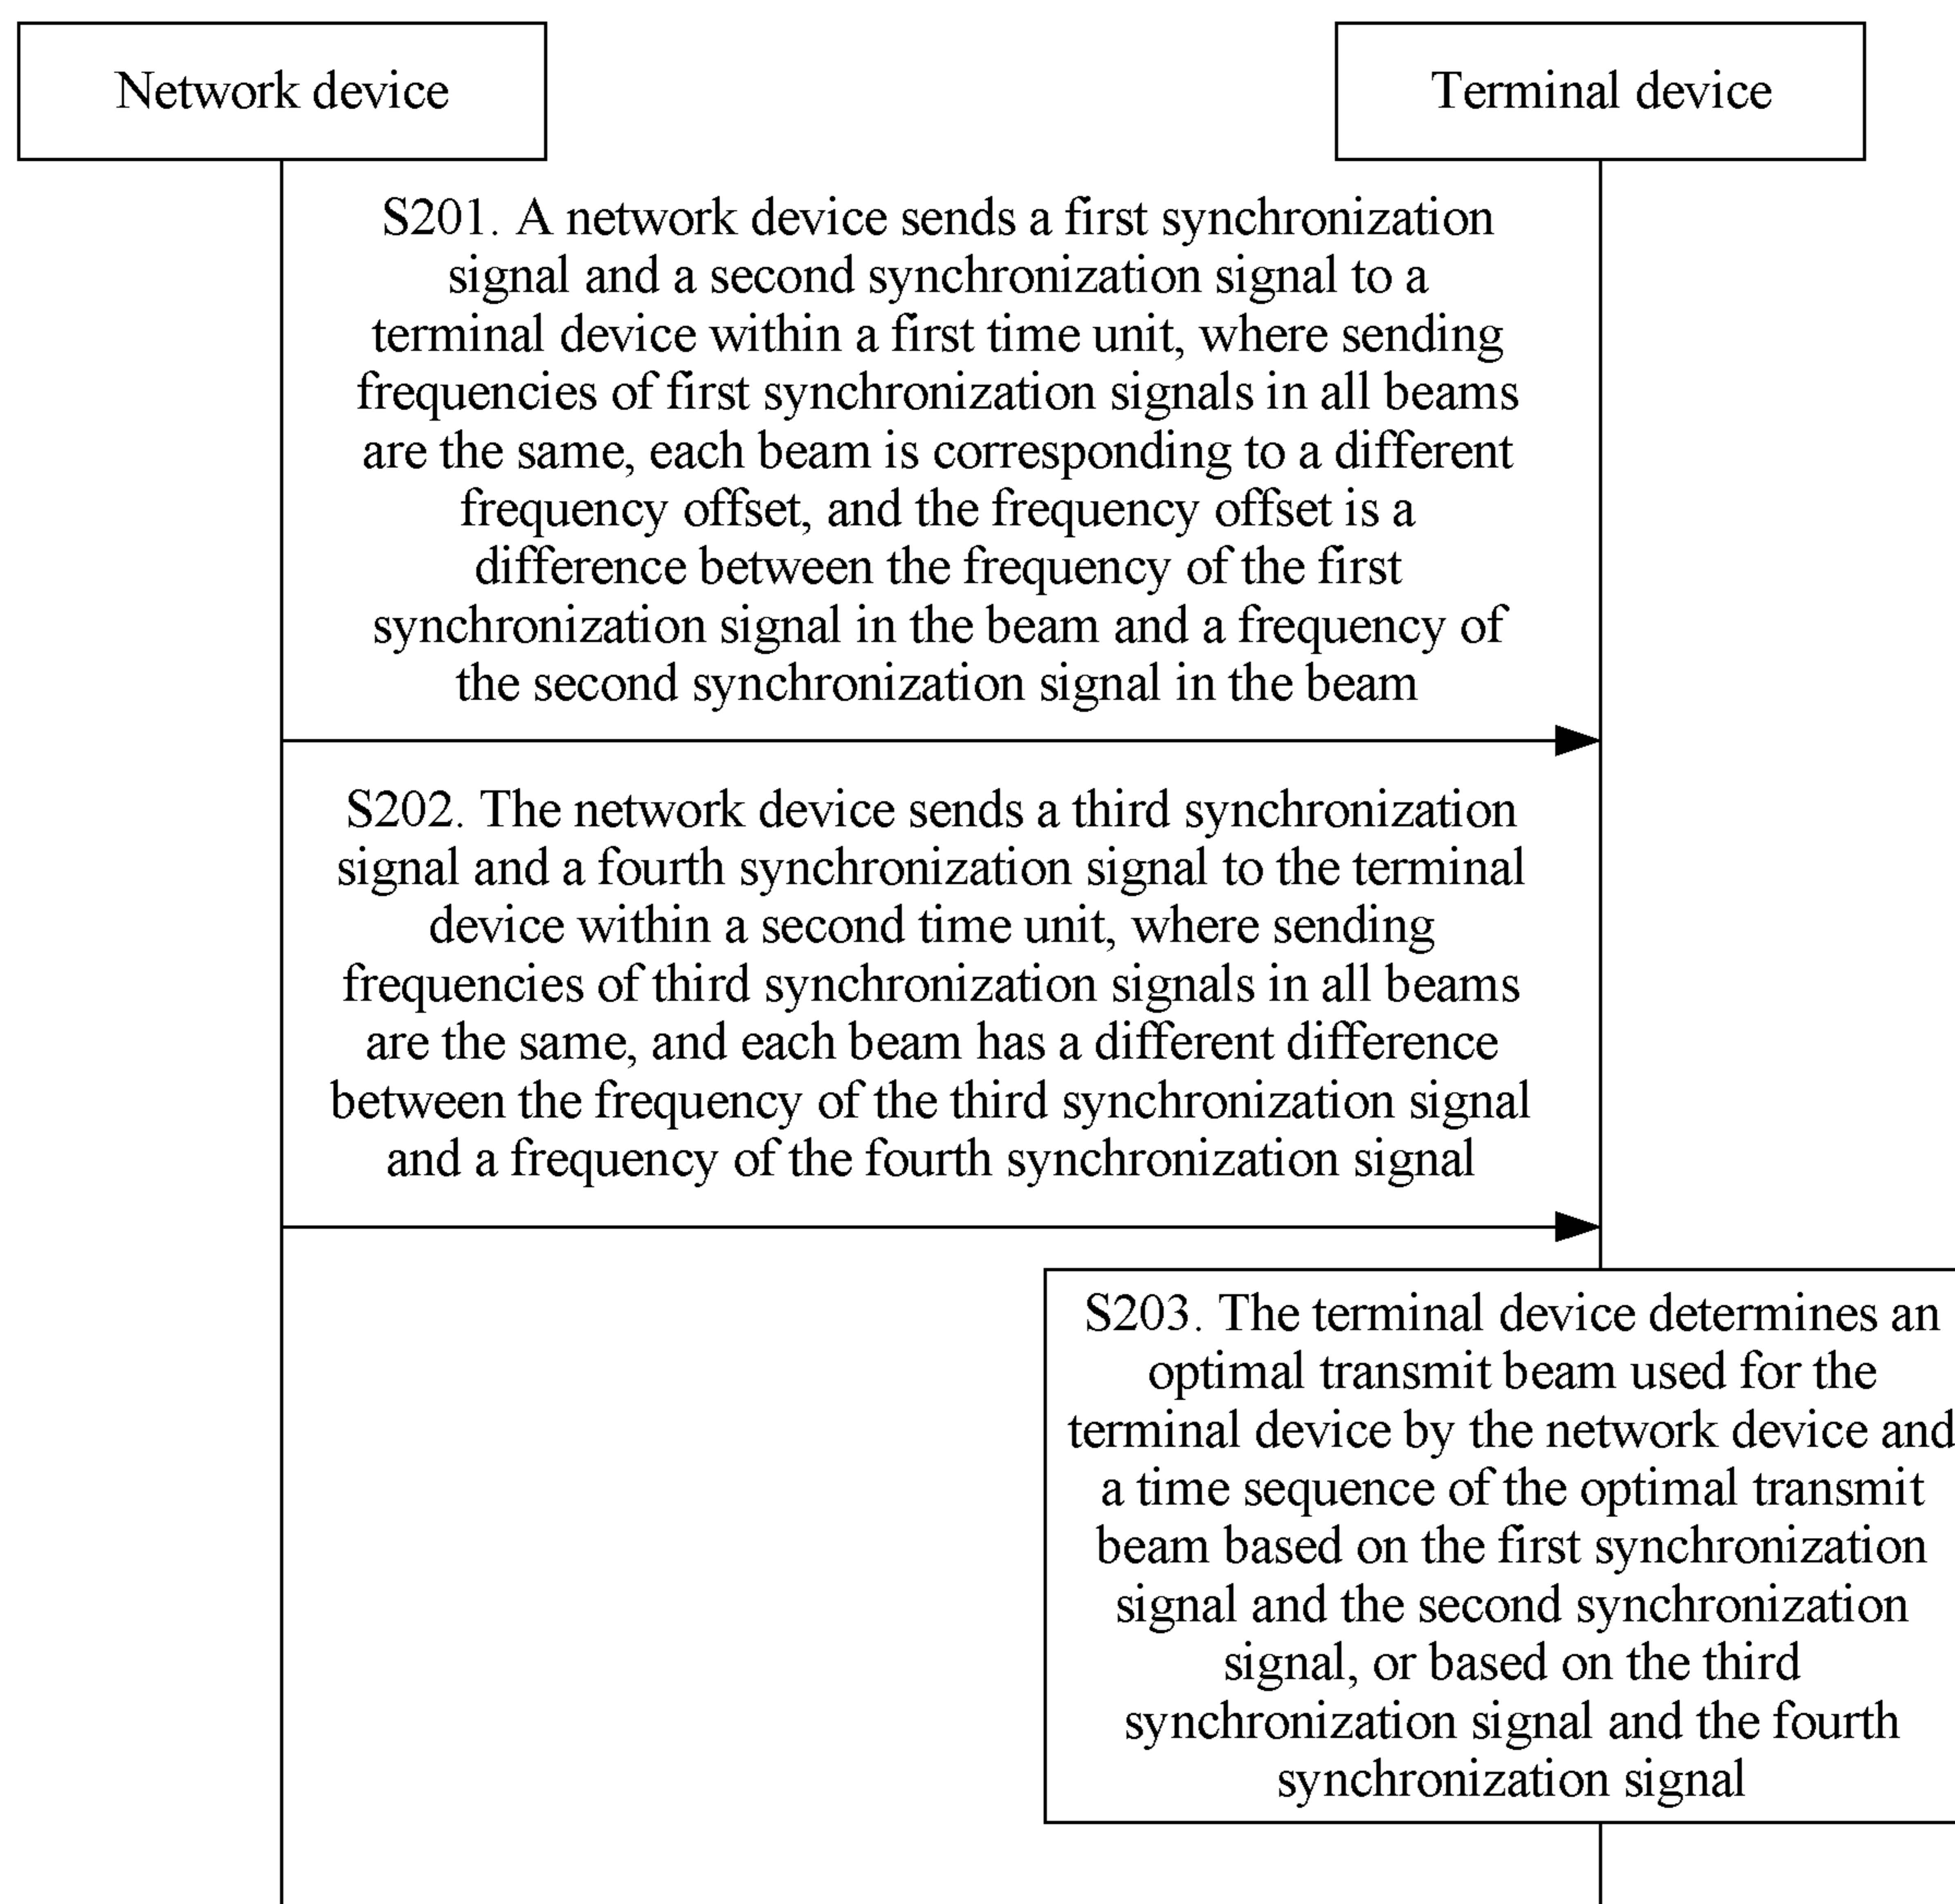 Network device
Terminal device
S201. A network device sends a first synchronization
signal and a second synchronization signal to a
terminal device within a first time unit, where sending
frequencies of first synchronization signals in all beams
are the same, each beam is corresponding to a different
frequency offset, and the frequency offset is a
difference between the frequency of the first
synchronization signal in the beam and a frequency of
the second synchronization signal in the beam
S202. The network device sends a third synchronization
signal and a fourth synchronization signal to the terminal
device within a second time unit, where sending
frequencies of third synchronization signals in all beams
are the same, and each beam has a different difference
between the frequency of the third synchronization signal
and a frequency of the fourth synchronization signal
S203. The terminal device determines an
optimal transmit beam used for the
terminal device by the network device and
a time sequence of the optimal transmit
beam based on the first synchronization
signal and the second synchronization
signal, or based on the third
synchronization signal and the fourth
synchronization signal